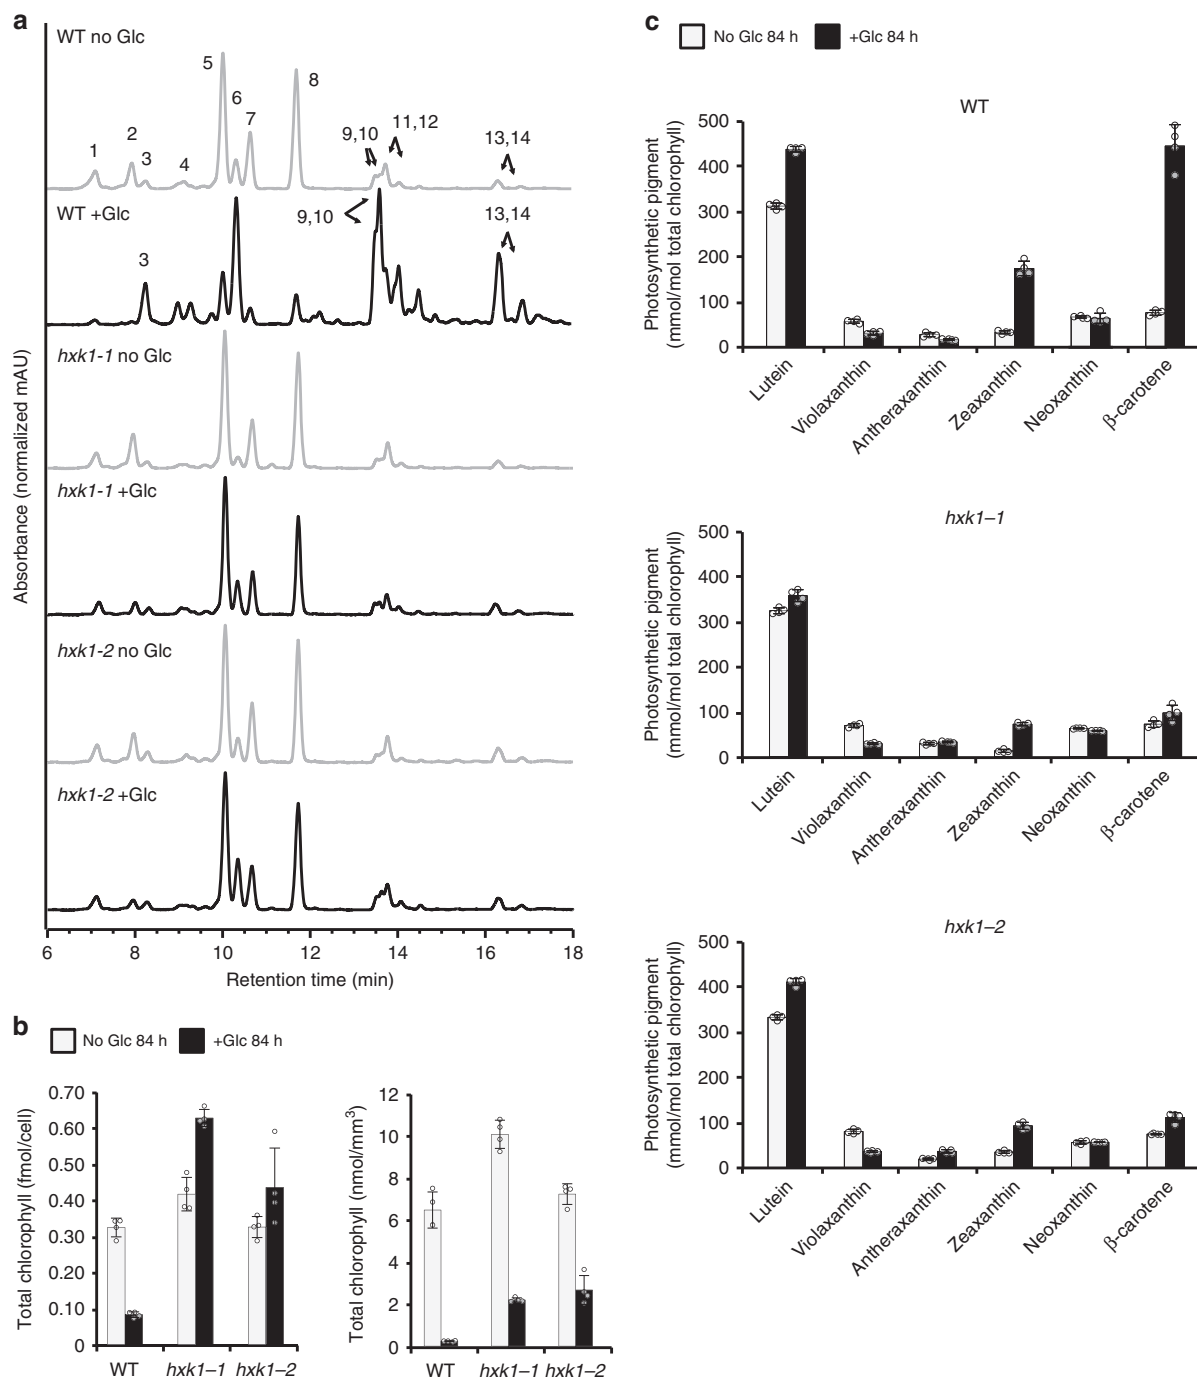 a
WT no Glc
1
2
3
4
5
6
7
8
9,10
11,12
13,14
WT +Glc
3
9,10
13,14
hxk1-1 no Glc
hxk1-1 +Glc
hxk1-2 no Glc
hxk1-2 +Glc
Absorbance (normalized mAU)
6 8 10 12 14 16 18
Retention time (min)
b
No Glc 84 h +Glc 84 h
Total chlorophyll (fmol/cell)
0.70
0.60
0.50
0.40
0.30
0.20
0.10
0
WT hxk1–1 hxk1–2
Total chlorophyll (nmol/mm³)
12
10
8
6
4
2
0
WT hxk1–1 hxk1–2
c
No Glc 84 h +Glc 84 h
WT
Photosynthetic pigment
(mmol/mol total chlorophyll)
500
400
300
200
100
0
Lutein
Violaxanthin
Antheraxanthin
Zeaxanthin
Neoxanthin
β-carotene
hxk1–1
Photosynthetic pigment
(mmol/mol total chlorophyll)
500
400
300
200
100
0
Lutein
Violaxanthin
Antheraxanthin
Zeaxanthin
Neoxanthin
β-carotene
hxk1–2
Photosynthetic pigment
(mmol/mol total chlorophyll)
500
400
300
200
100
0
Lutein
Violaxanthin
Antheraxanthin
Zeaxanthin
Neoxanthin
β-carotene